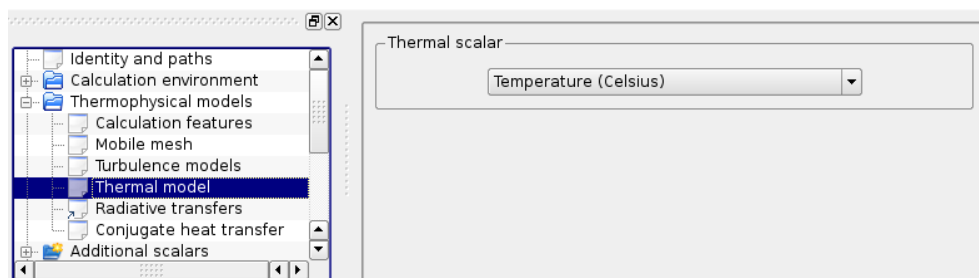 Identity and paths
Calculation environment
Thermophysical models
Calculation features
Mobile mesh
Turbulence models
Thermal model
Radiative transfers
Conjugate heat transfer
Additional scalars
Thermal scalar
Temperature (Celsius)